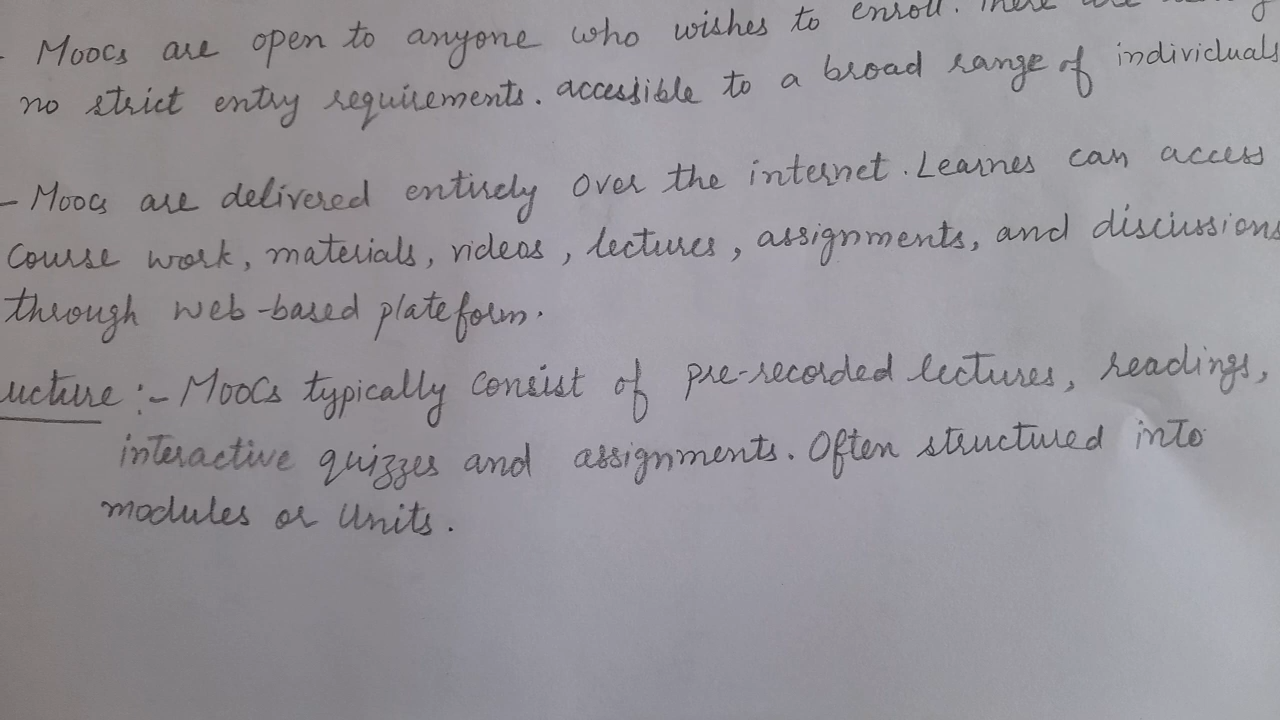 - Moocs are open to anyone who wishes to enroll. There are
no strict entry requirements. accessible to a broad range of individuals
- Moocs are delivered entirely over the internet. Learnes can access
Course work, materials, videos, lectures, assignments, and discussions
through web-based plateform.
ucture :- MOOCs typically consist of pre-recorded lectures, readings,
interactive quizzes and assignments. Often structured into
modules or Units.